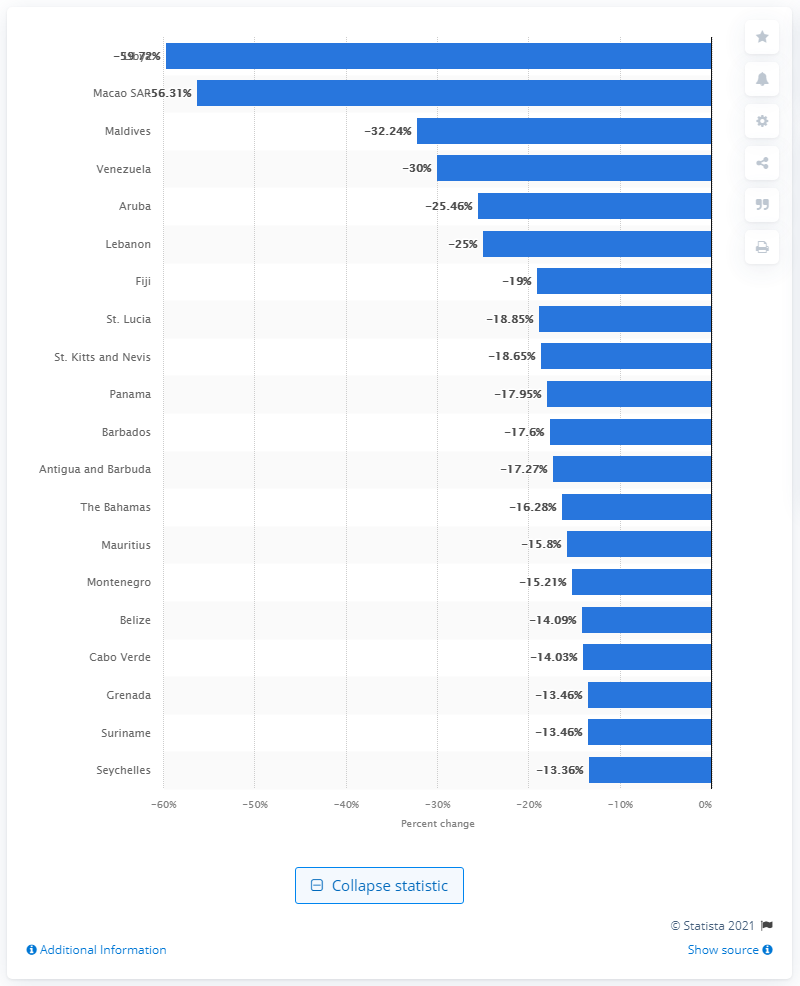 Libya -59.72%
Macao SAR -56.31%
Maldives -32.24%
Venezuela -30%
Aruba -25.46%
Lebanon -25%
Fiji -19%
St. Lucia -18.85%
St. Kitts and Nevis -18.65%
Panama -17.95%
Barbados -17.6%
Antigua and Barbuda -17.27%
The Bahamas -16.28%
Mauritius -15.8%
Montenegro -15.21%
Belize -14.09%
Cabo Verde -14.03%
Grenada -13.46%
Suriname -13.46%
Seychelles -13.36%
-60% -50% -40% -30% -20% -10% 0%
Percent change
Collapse statistic
© Statista 2021
Additional Information Show source